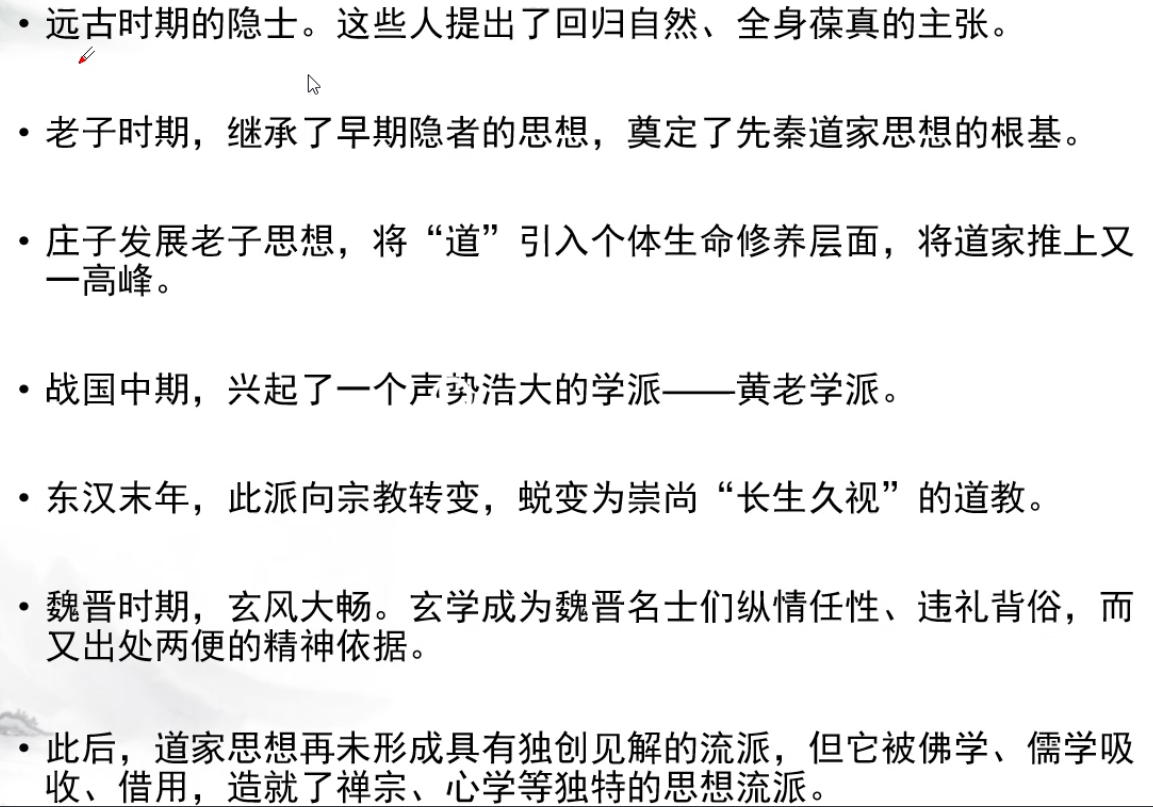 • 远古时期的隐士。这些人提出了回归自然、全身葆真的主张。
• 老子时期，继承了早期隐者的思想，奠定了先秦道家思想的根基。
• 庄子发展老子思想，将“道”引入个体生命修养层面，将道家推上又
一高峰。
• 战国中期，兴起了一个声势浩大的学派——黄老学派。
• 东汉末年，此派向宗教转变，蜕变为崇尚“长生久视”的道教。
• 魏晋时期，玄风大畅。玄学成为魏晋名士们纵情任性、违礼背俗，而
又出处两便的精神依据。
• 此后，道家思想再未形成具有独创见解的流派，但它被佛学、儒学吸
收、借用，造就了禅宗、心学等独特的思想流派。